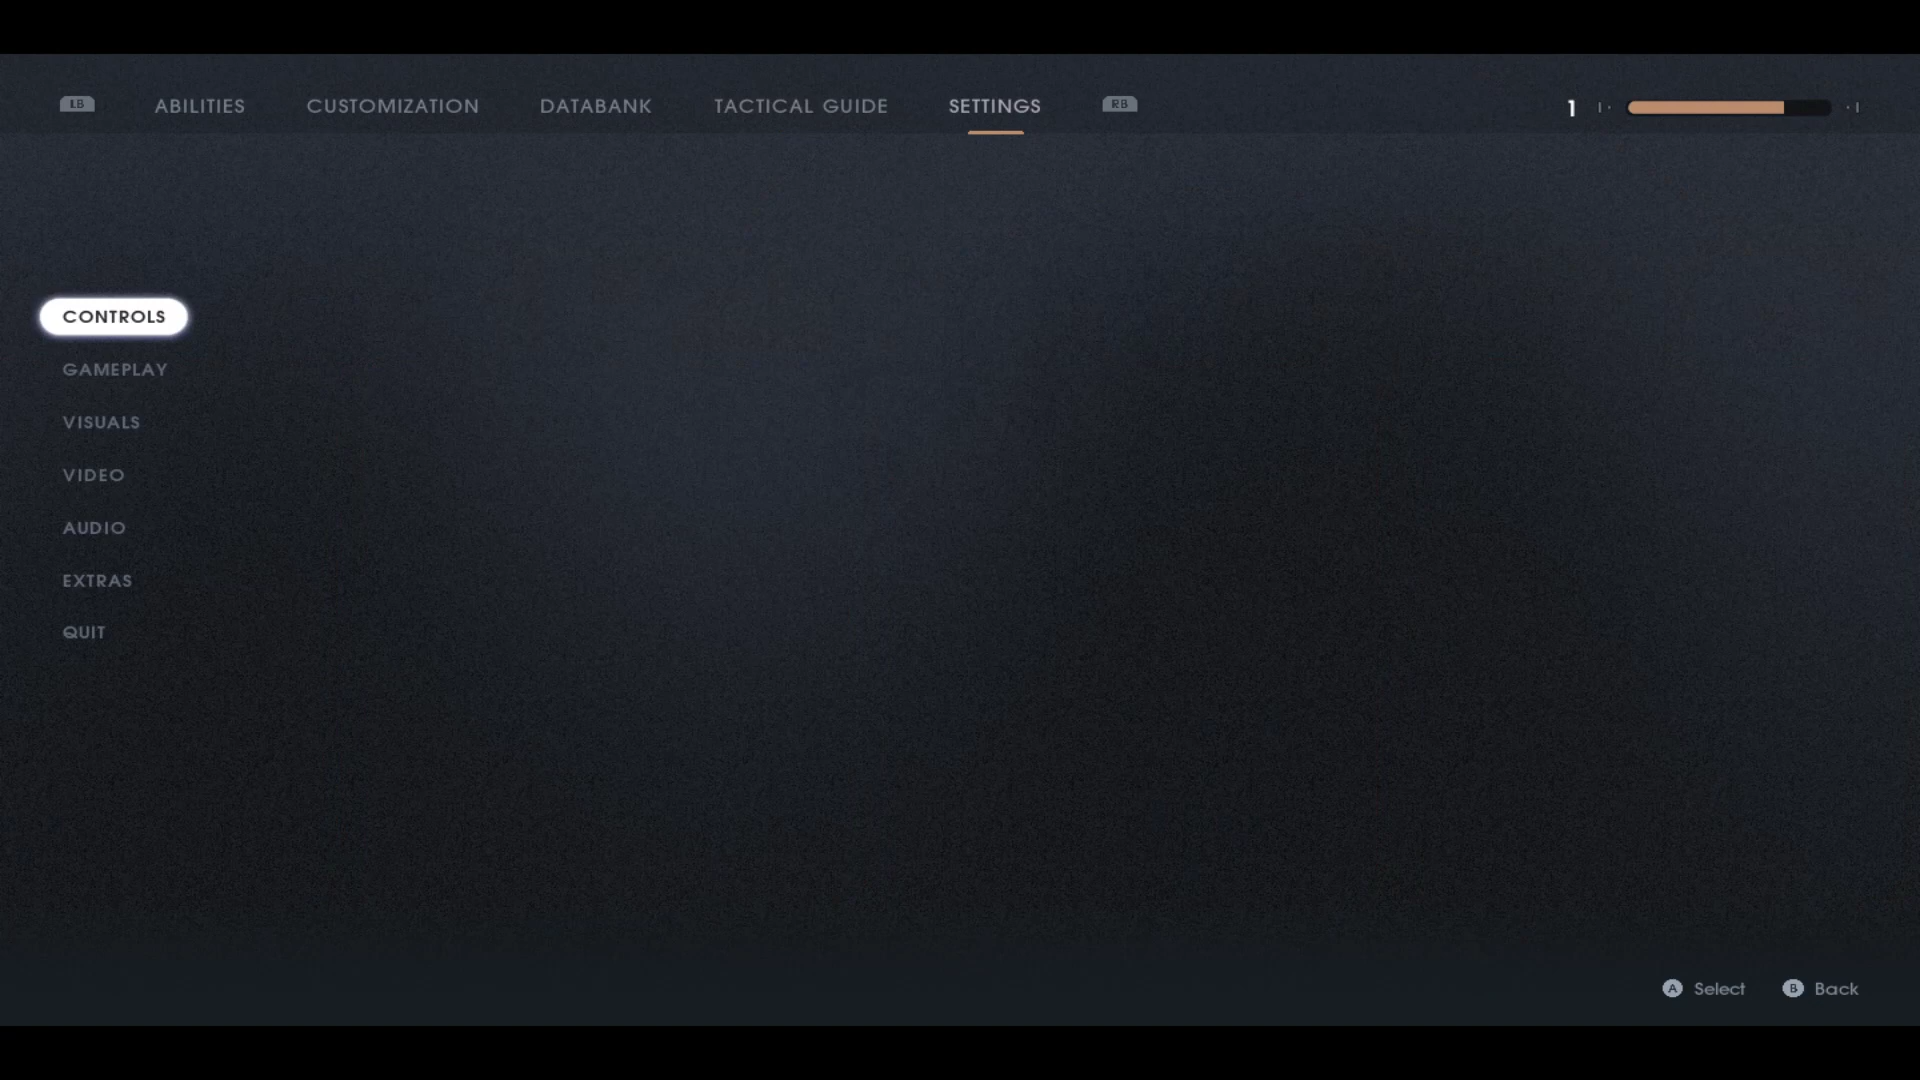 LB ABILITIES CUSTOMIZATION DATABANK TACTICAL GUIDE SETTINGS RB 1
CONTROLS
GAMEPLAY
VISUALS
VIDEO
AUDIO
EXTRAS
QUIT
A Select B Back